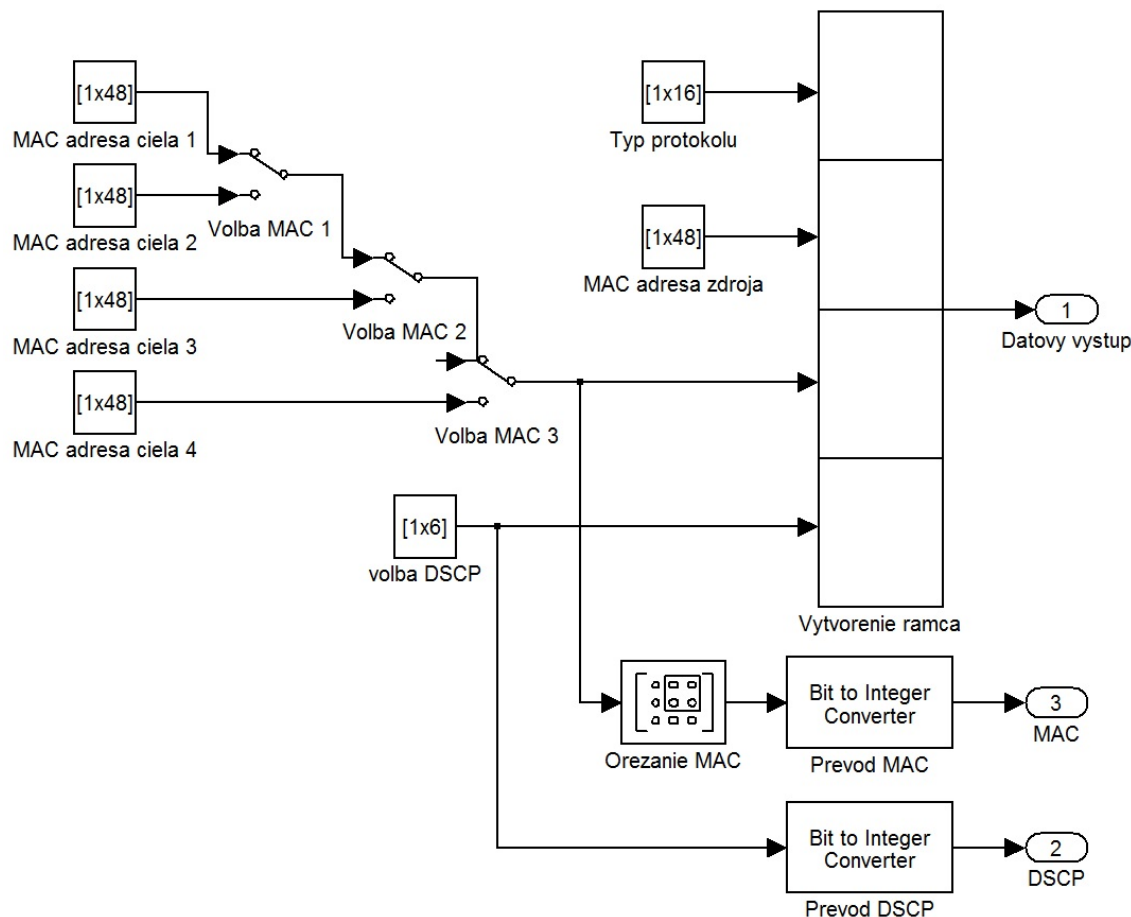 [1x48]
MAC adresa ciela 1
[1x48]
MAC adresa ciela 2
Volba MAC 1
[1x48]
MAC adresa ciela 3
Volba MAC 2
[1x48]
MAC adresa ciela 4
Volba MAC 3
[1x16]
Typ protokolu
[1x48]
MAC adresa zdroja
1
Datovy vystup
[1x6]
volba DSCP
Vytvorenie ramca
Orezanie MAC
Bit to Integer
Converter
Prevod MAC
3
MAC
Bit to Integer
Converter
Prevod DSCP
2
DSCP